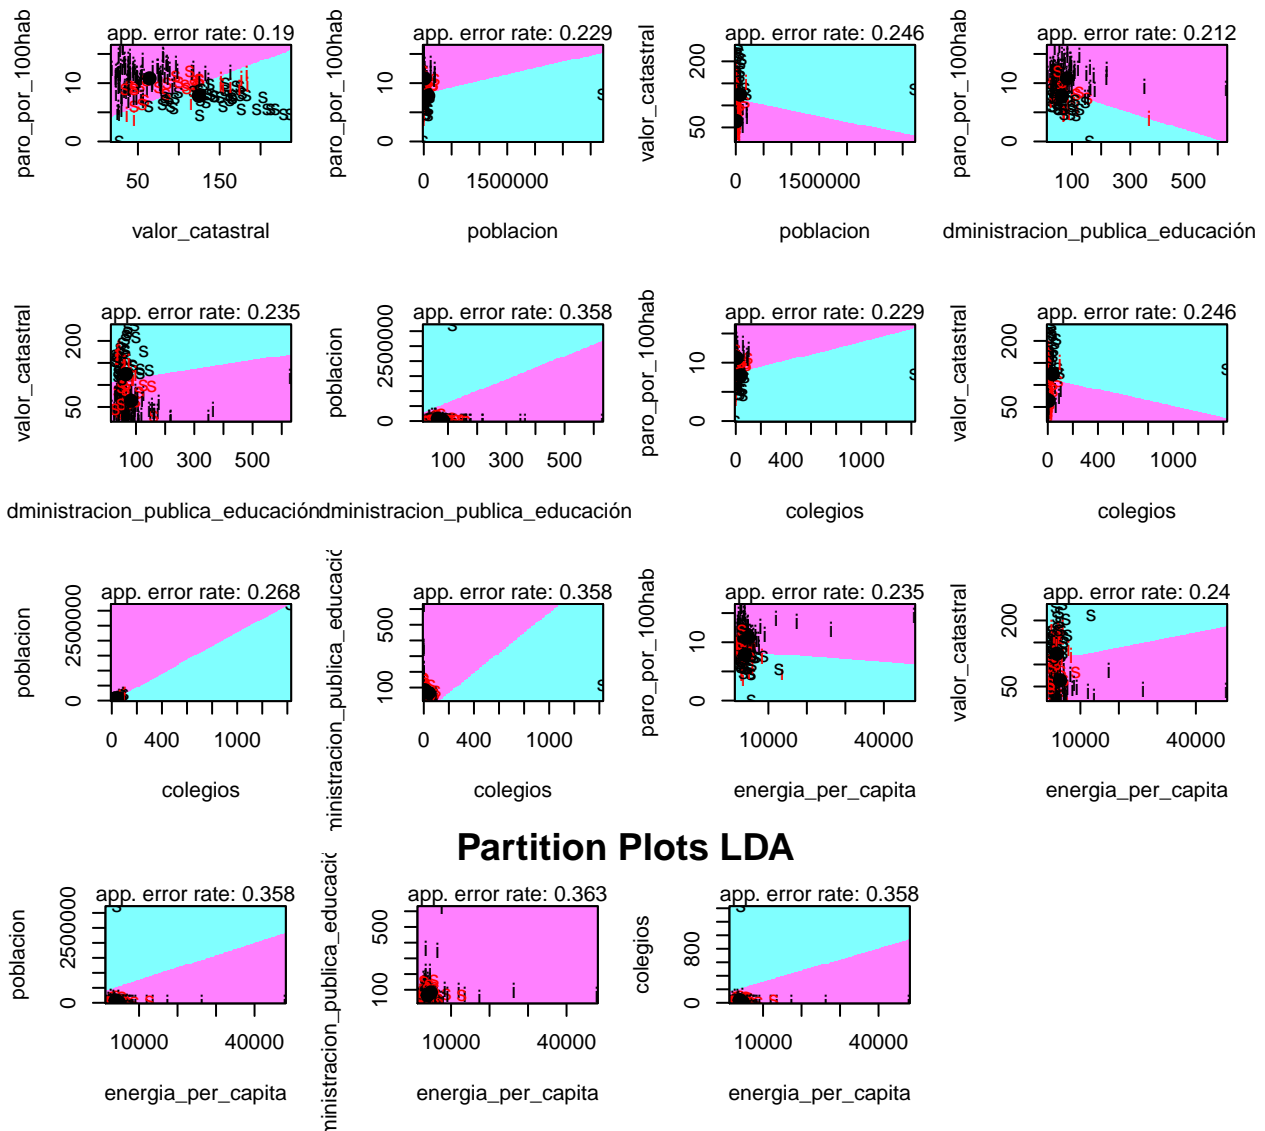 app. error rate: 0.19
paro_por_100hab
0 10
50 150
valor_catastral
app. error rate: 0.229
paro_por_100hab
0 10
0 1500000
poblacion
app. error rate: 0.246
valor_catastral
50 200
0 1500000
poblacion
app. error rate: 0.212
paro_por_100hab
0 10
100 300 500
dministracion_publica_educación
app. error rate: 0.235
valor_catastral
50 200
100 300 500
dministracion_publica_educación
app. error rate: 0.358
poblacion
0 2500000
100 300 500
dministracion_publica_educación
app. error rate: 0.229
paro_por_100hab
0 10
0 400 1000
colegios
app. error rate: 0.246
valor_catastral
50 200
0 400 1000
colegios
app. error rate: 0.268
poblacion
0 2500000
0 400 1000
colegios
app. error rate: 0.358
ministracion_publica_educació
100 500
0 400 1000
colegios
app. error rate: 0.235
paro_por_100hab
0 10
10000 40000
energia_per_capita
app. error rate: 0.24
valor_catastral
50 200
10000 40000
energia_per_capita
Partition Plots LDA
app. error rate: 0.358
poblacion
0 2500000
10000 40000
energia_per_capita
app. error rate: 0.363
ministracion_publica_educació
100 500
10000 40000
energia_per_capita
app. error rate: 0.358
colegios
0 800
10000 40000
energia_per_capita